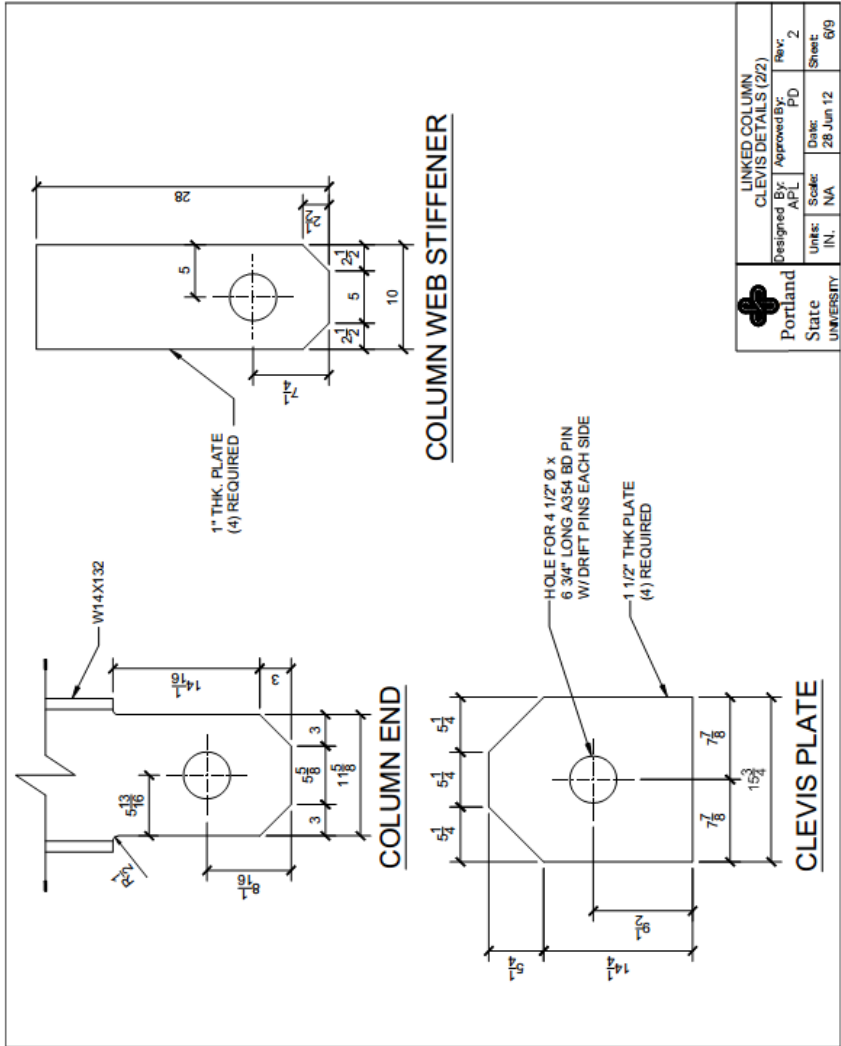 W14X132
14 1/16
3
3
5 5/8
11 5/8
3
5 13/16
R 1/2
8 1/16
COLUMN END
1" THK. PLATE
(4) REQUIRED
28
5
2 1/2
2 1/2
5
10
2 1/2
7 1/4
COLUMN WEB STIFFENER
5 1/4
5 1/4
5 1/4
HOLE FOR 4 1/2" Ø x
6 3/4" LONG A354 BD PIN
W/ DRIFT PINS EACH SIDE
1 1/2" THK PLATE
(4) REQUIRED
5 1/4
14 1/4
9 1/2
7 7/8
7 7/8
15 3/4
CLEVIS PLATE
Portland
State
UNIVERSITY
LINKED COLUMN
CLEVIS DETAILS (2/2)
Designed By:
APL
Approved By:
PD
Rev:
2
Units:
IN.
Scale:
NA
Date:
28 Jun 12
Sheet:
6/9